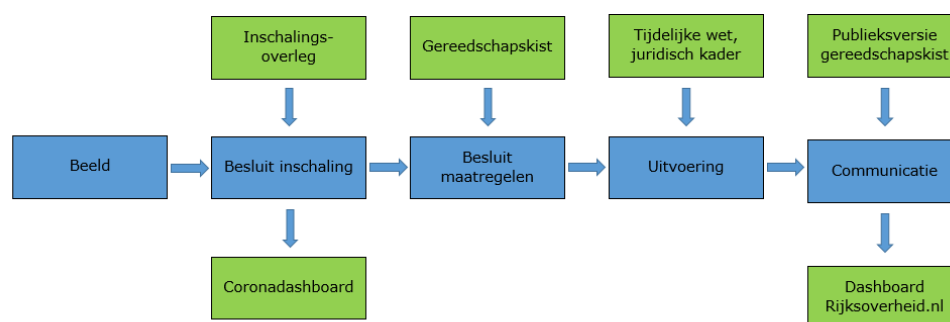 Inschalings-
overleg
Gereedschapskist
Tijdelijke wet,
juridisch kader
Publieksversie
gereedschapskist
Beeld
Besluit inschaling
Besluit
maatregelen
Uitvoering
Communicatie
Coronadashboard
Dashboard
Rijksoverheid.nl